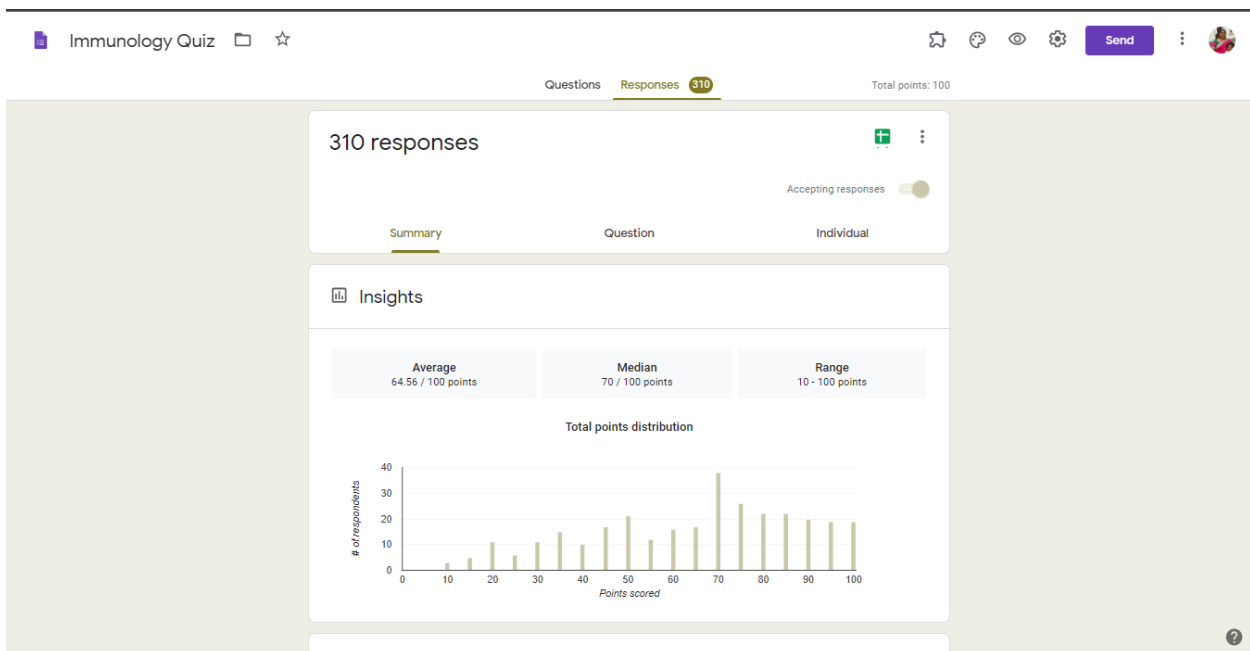 Immunology Quiz
Send
Questions Responses 310 Total points: 100
310 responses
Accepting responses
Summary Question Individual
Insights
Average Median Range
64.56 / 100 points 70 / 100 points 10 - 100 points
Total points distribution
# of respondents
40
30
20
10
0
0 10 20 30 40 50 60 70 80 90 100
Points scored